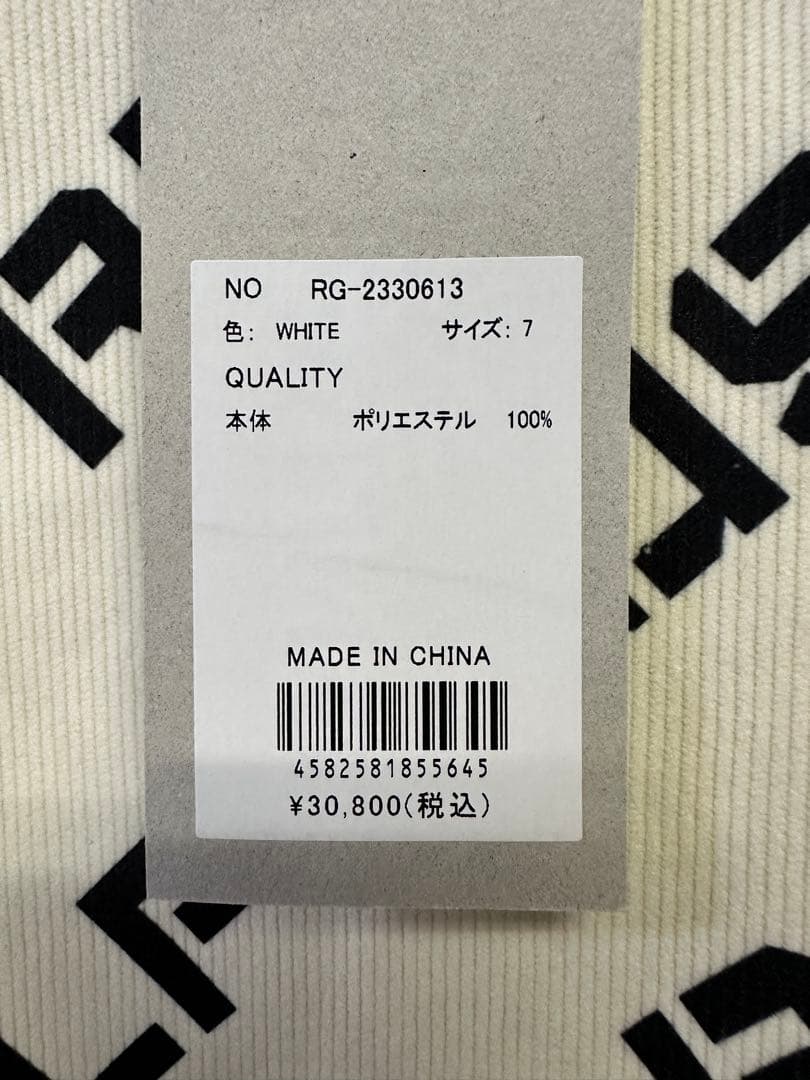 NO RG-2330613
色: WHITE サイズ: 7
QUALITY
本体 ポリエステル 100%
MADE IN CHINA
4582581855645
¥30,800(税込)